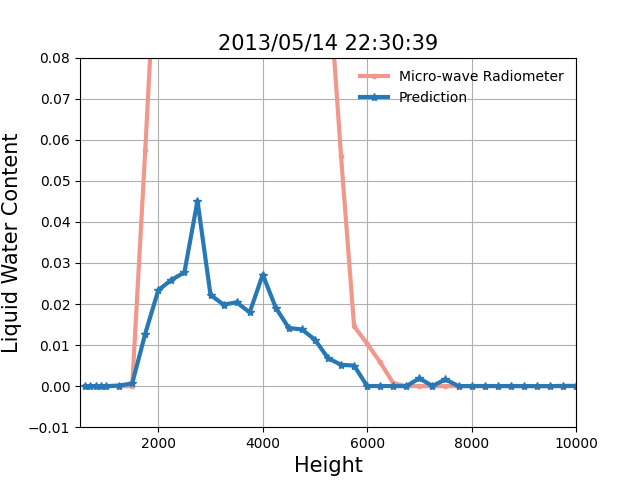 2013/05/14 22:30:39
Micro-wave Radiometer
Prediction
Liquid Water Content
0.08
0.07
0.06
0.05
0.04
0.03
0.02
0.01
0.00
−0.01
2000 4000 6000 8000 10000
Height